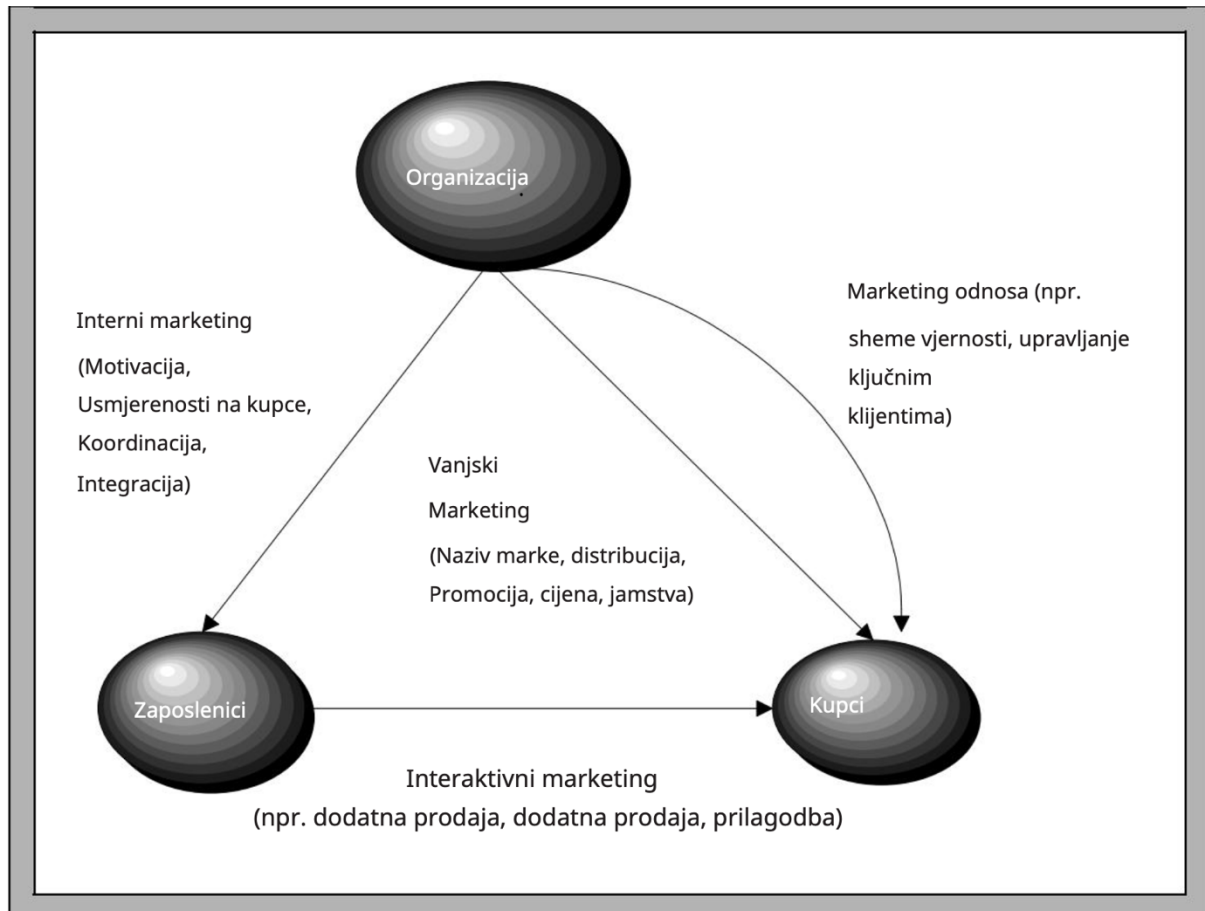 Organizacija
Marketing odnosa (npr.
sheme vjernosti, upravljanje
ključnim
klijentima)
Interni marketing
(Motivacija,
Usmjerenosti na kupce,
Koordinacija,
Integracija)
Vanjski
Marketing
(Naziv marke, distribucija,
Promocija, cijena, jamstva)
Zaposlenici
Kupci
Interaktivni marketing
(npr. dodatna prodaja, dodatna prodaja, prilagodba)